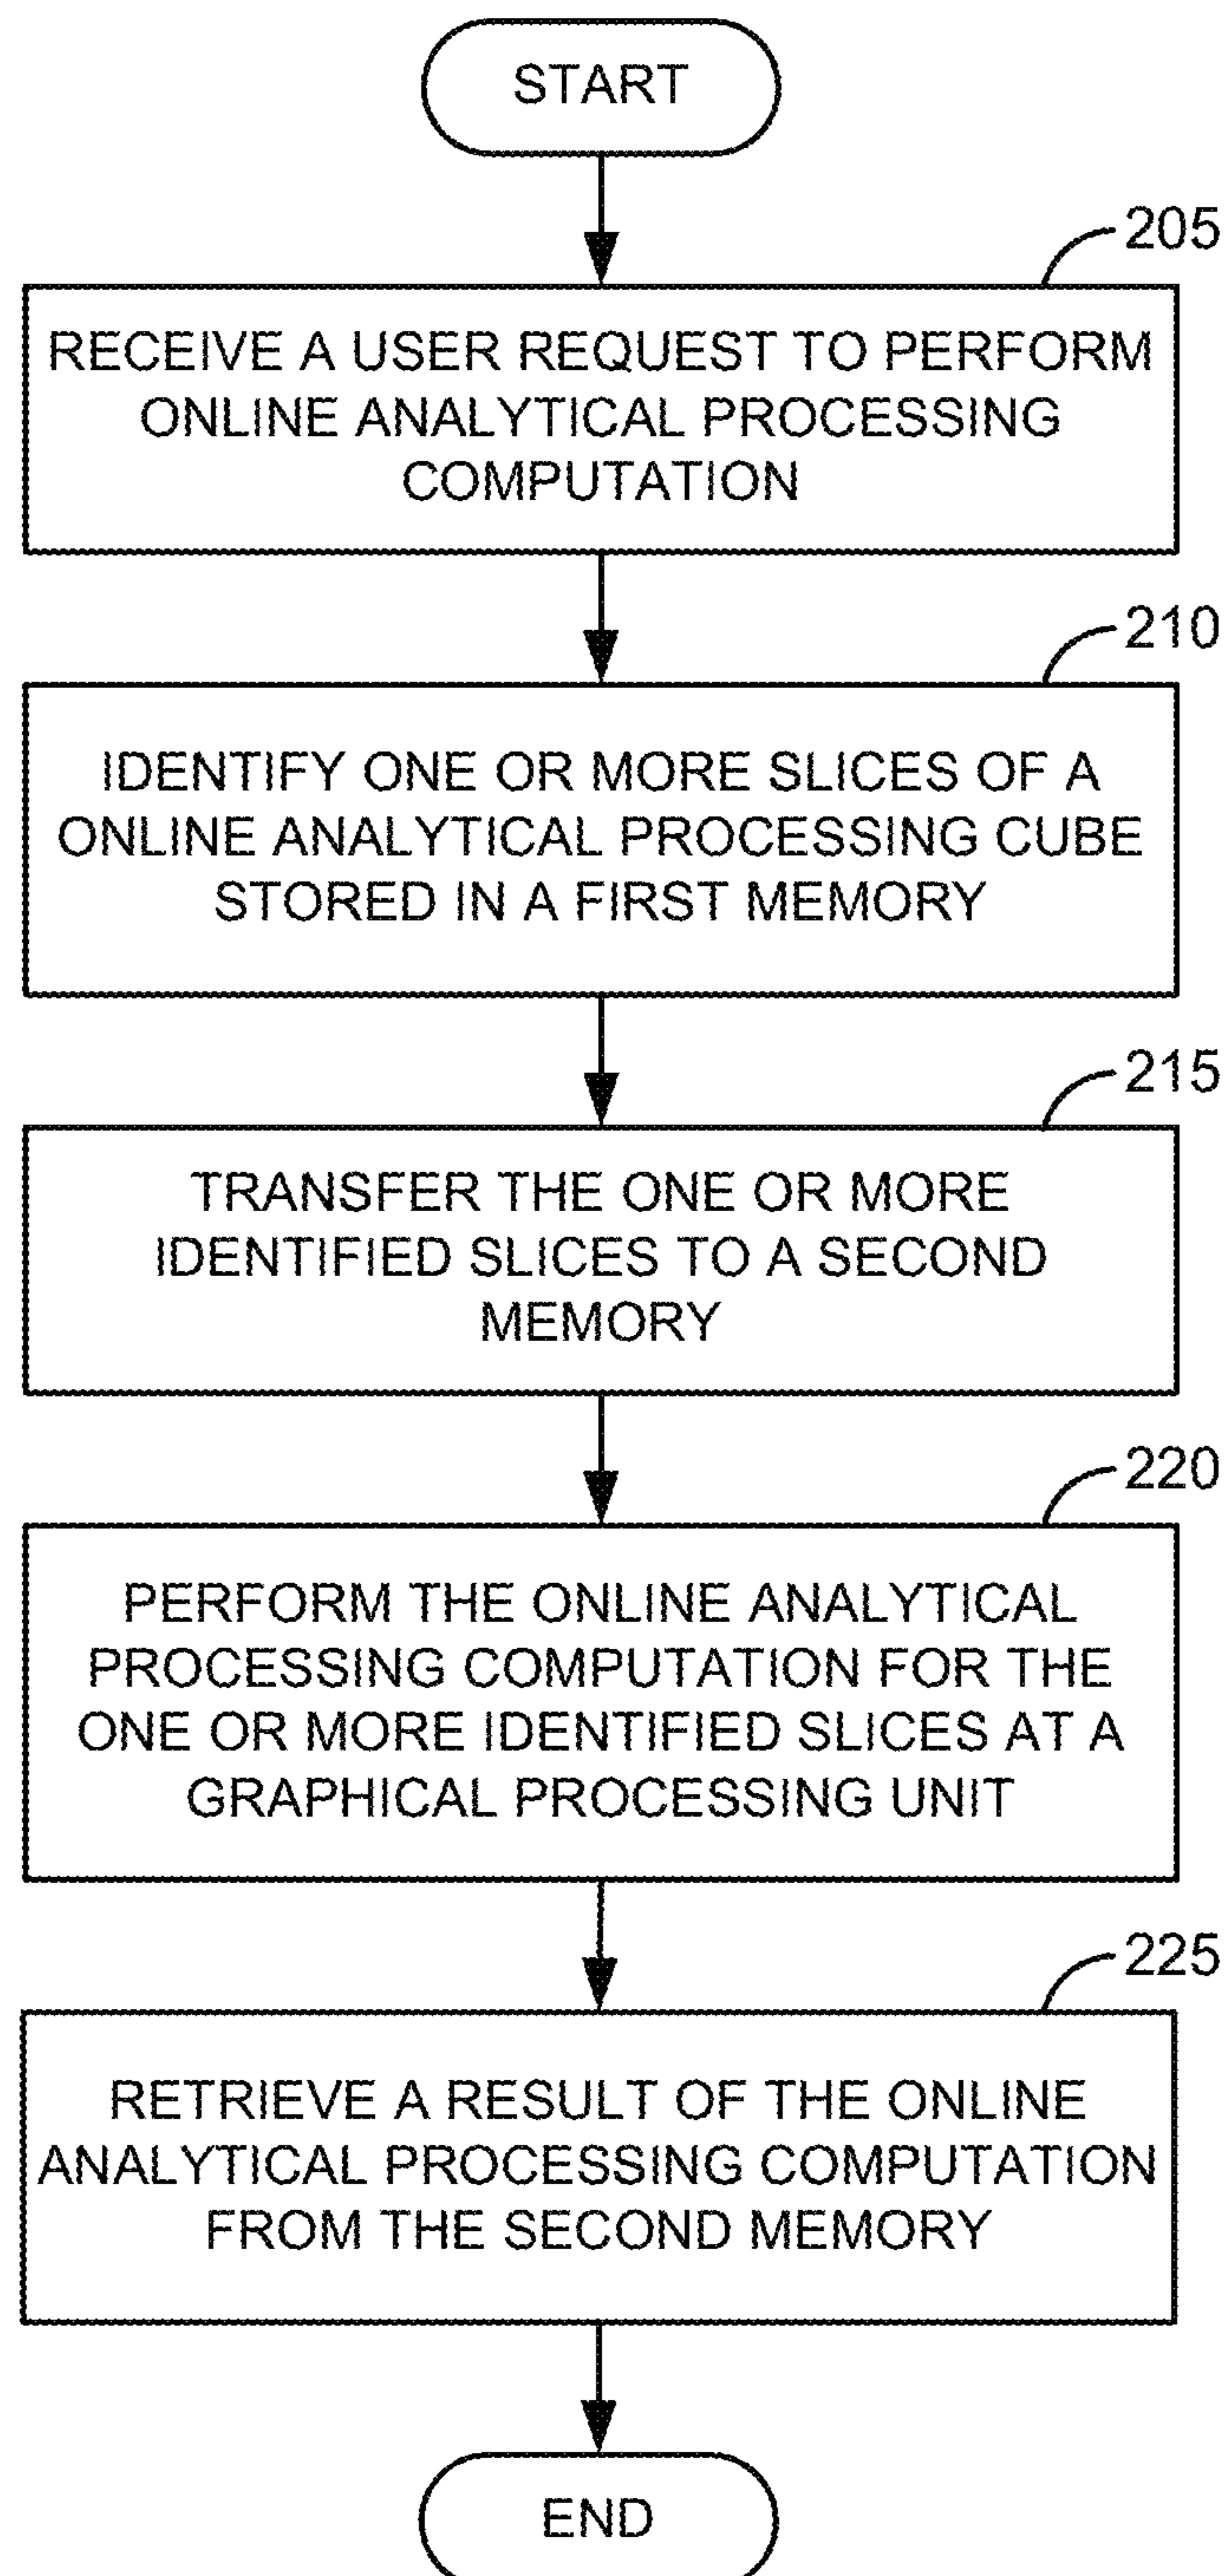 START
205
RECEIVE A USER REQUEST TO PERFORM
ONLINE ANALYTICAL PROCESSING
COMPUTATION
210
IDENTIFY ONE OR MORE SLICES OF A
ONLINE ANALYTICAL PROCESSING CUBE
STORED IN A FIRST MEMORY
215
TRANSFER THE ONE OR MORE
IDENTIFIED SLICES TO A SECOND
MEMORY
220
PERFORM THE ONLINE ANALYTICAL
PROCESSING COMPUTATION FOR THE
ONE OR MORE IDENTIFIED SLICES AT A
GRAPHICAL PROCESSING UNIT
225
RETRIEVE A RESULT OF THE ONLINE
ANALYTICAL PROCESSING COMPUTATION
FROM THE SECOND MEMORY
END